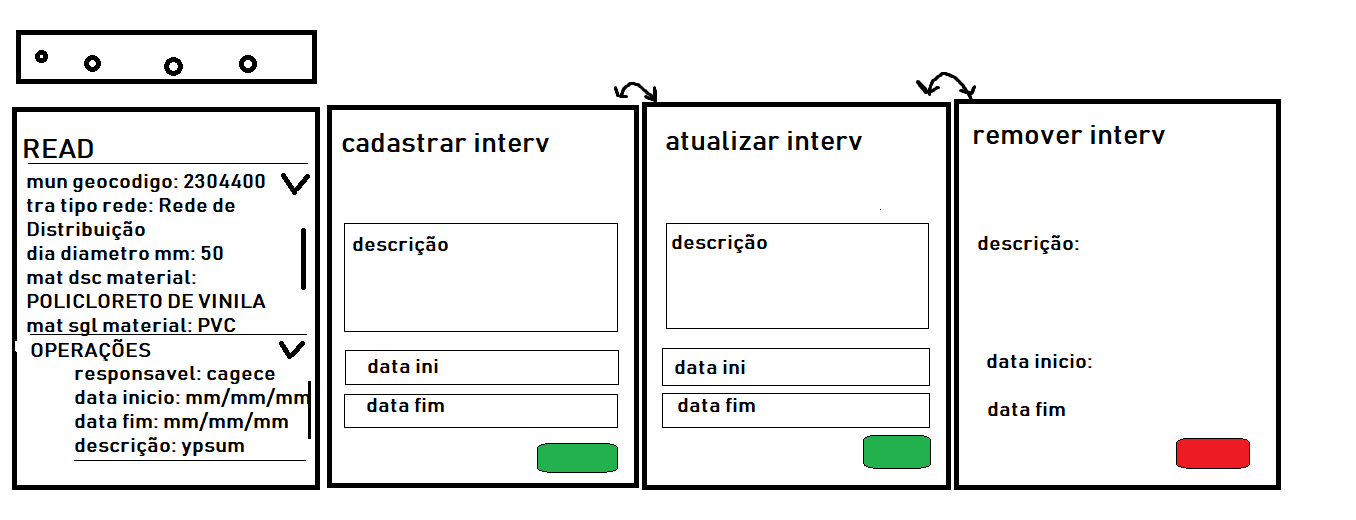 READ
mun geocodigo: 2304400
tra tipo rede: Rede de
Distribuição
dia diametro mm: 50
mat dsc material:
POLICLORETO DE VINILA
mat sgl material: PVC
OPERAÇÕES
responsavel: cagece
data inicio: mm/mm/mm
data fim: mm/mm/mm
descrição: ypsum
cadastrar interv
descrição
data ini
data fim
atualizar interv
descrição
data ini
data fim
remover interv
descrição:
data inicio:
data fim